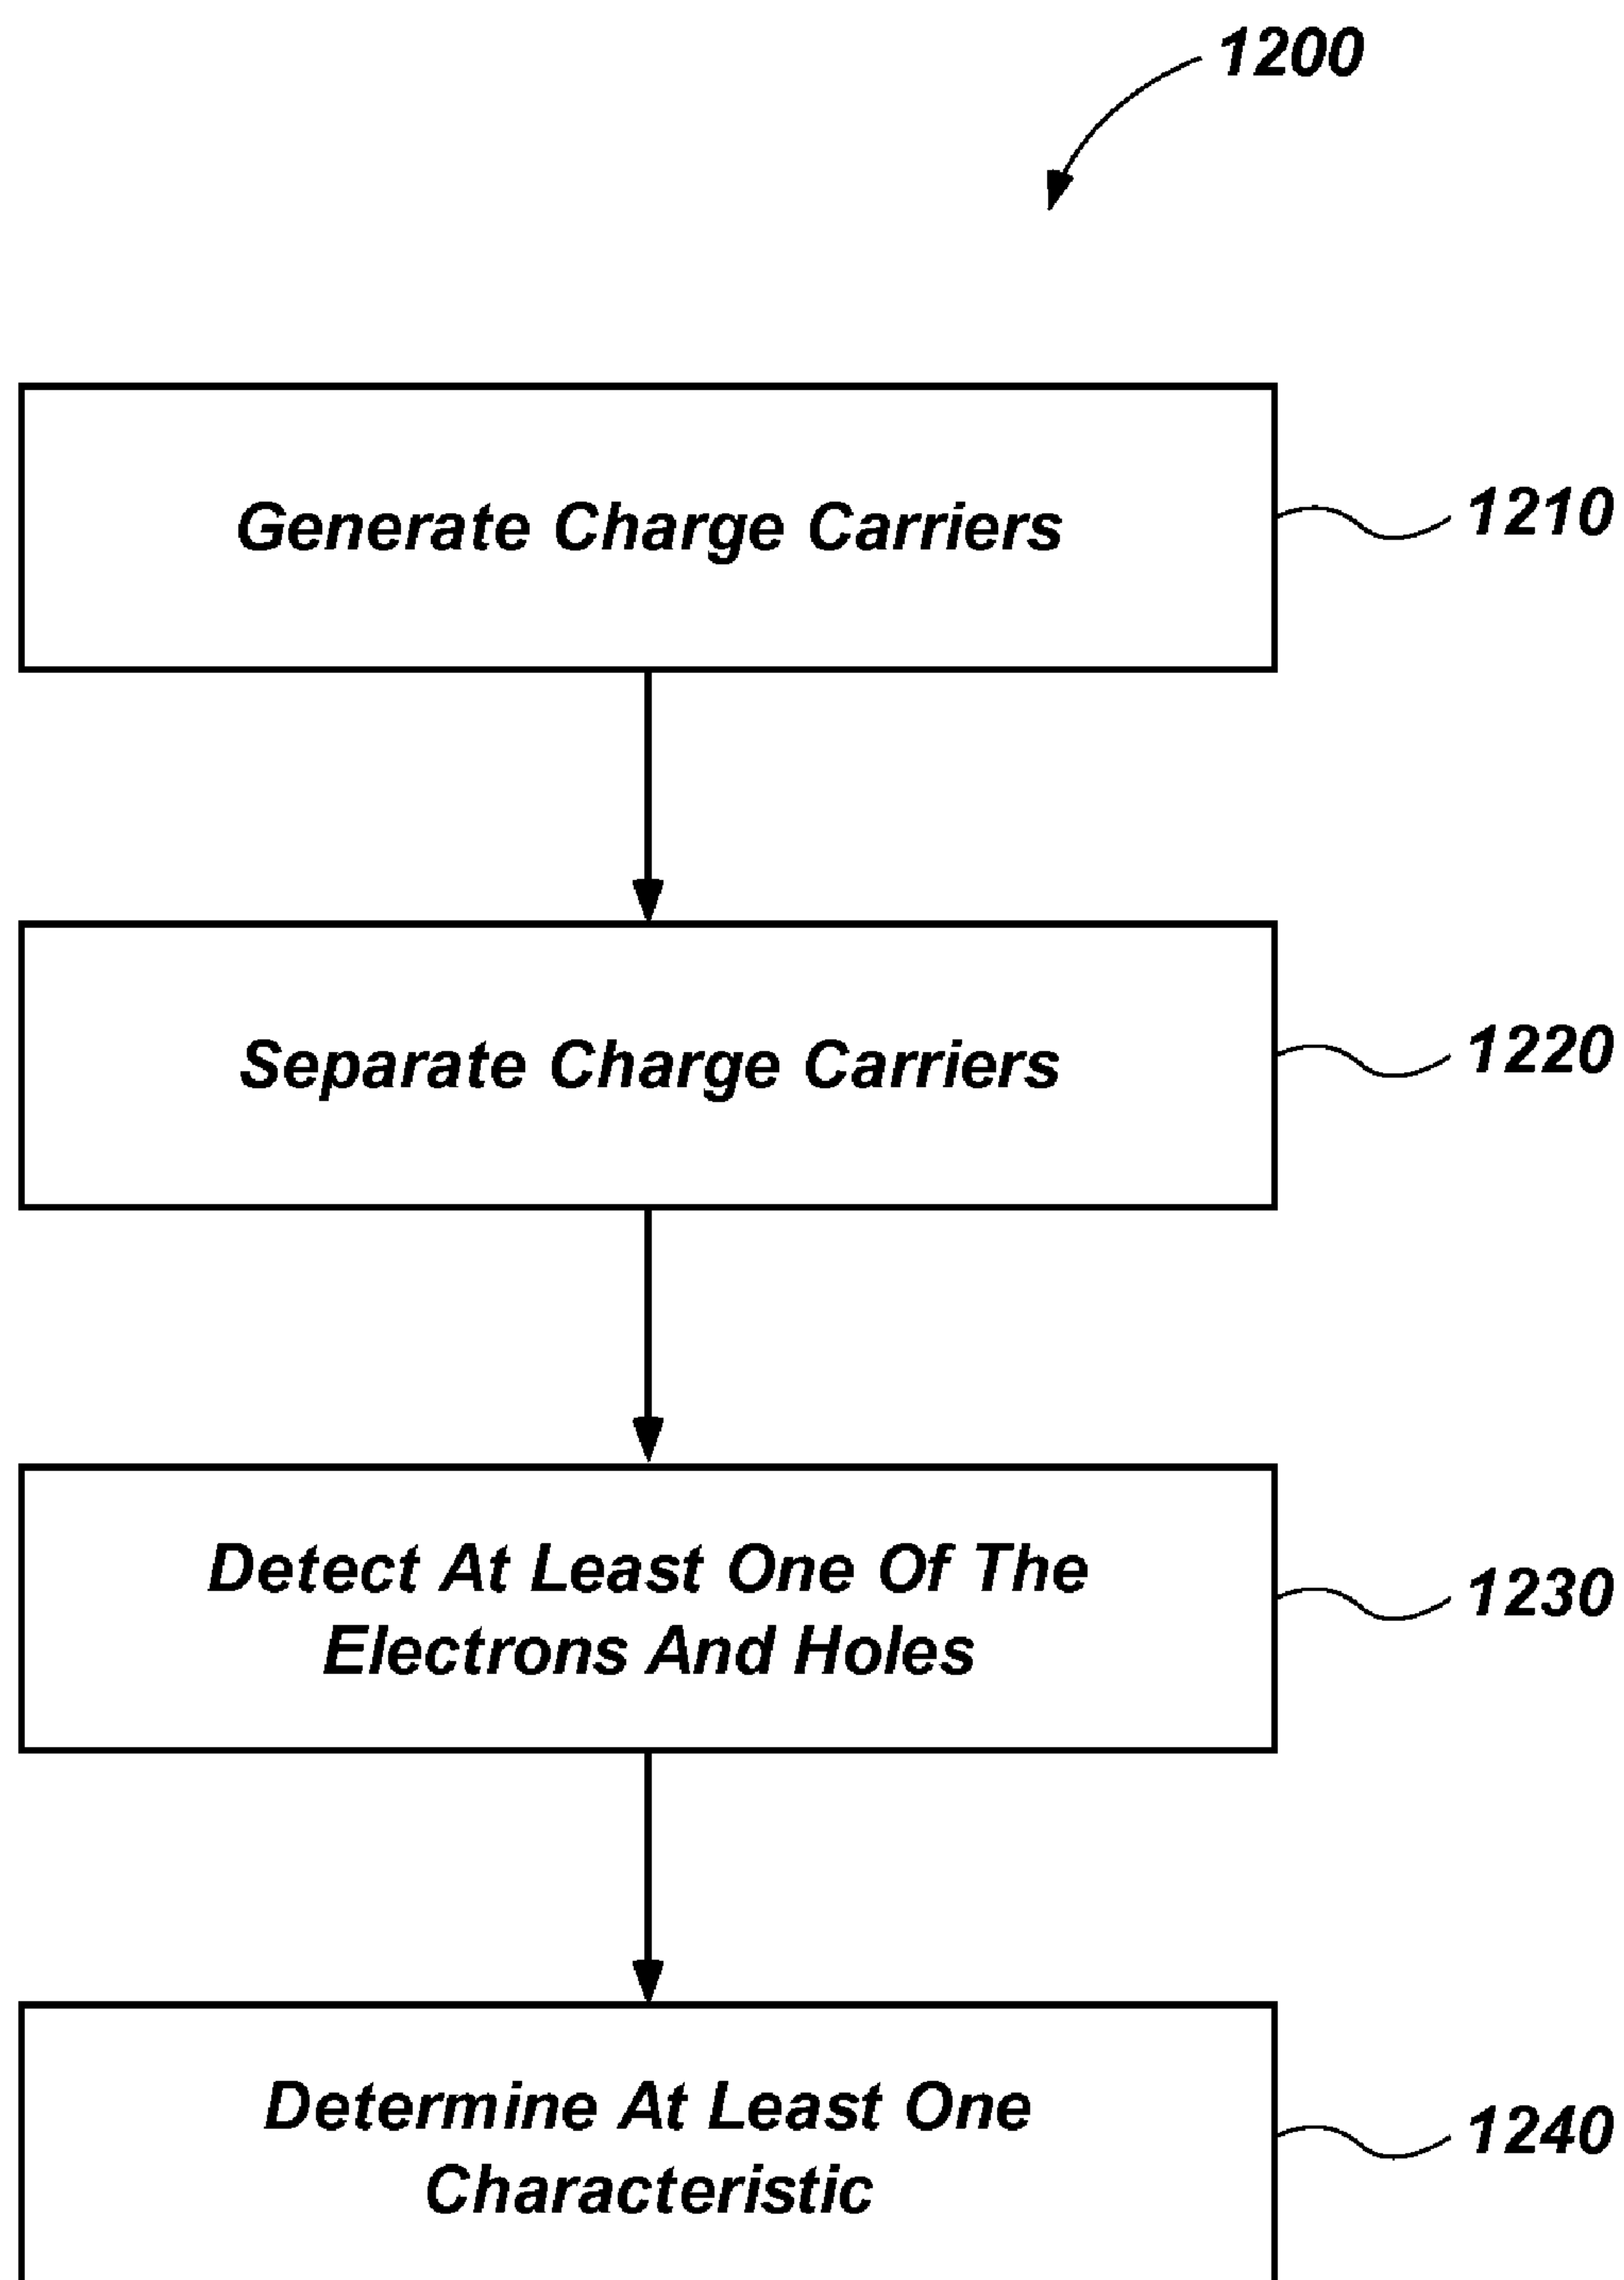 1200
Generate Charge Carriers
1210
Separate Charge Carriers
1220
Detect At Least One Of The
Electrons And Holes
1230
Determine At Least One
Characteristic
1240